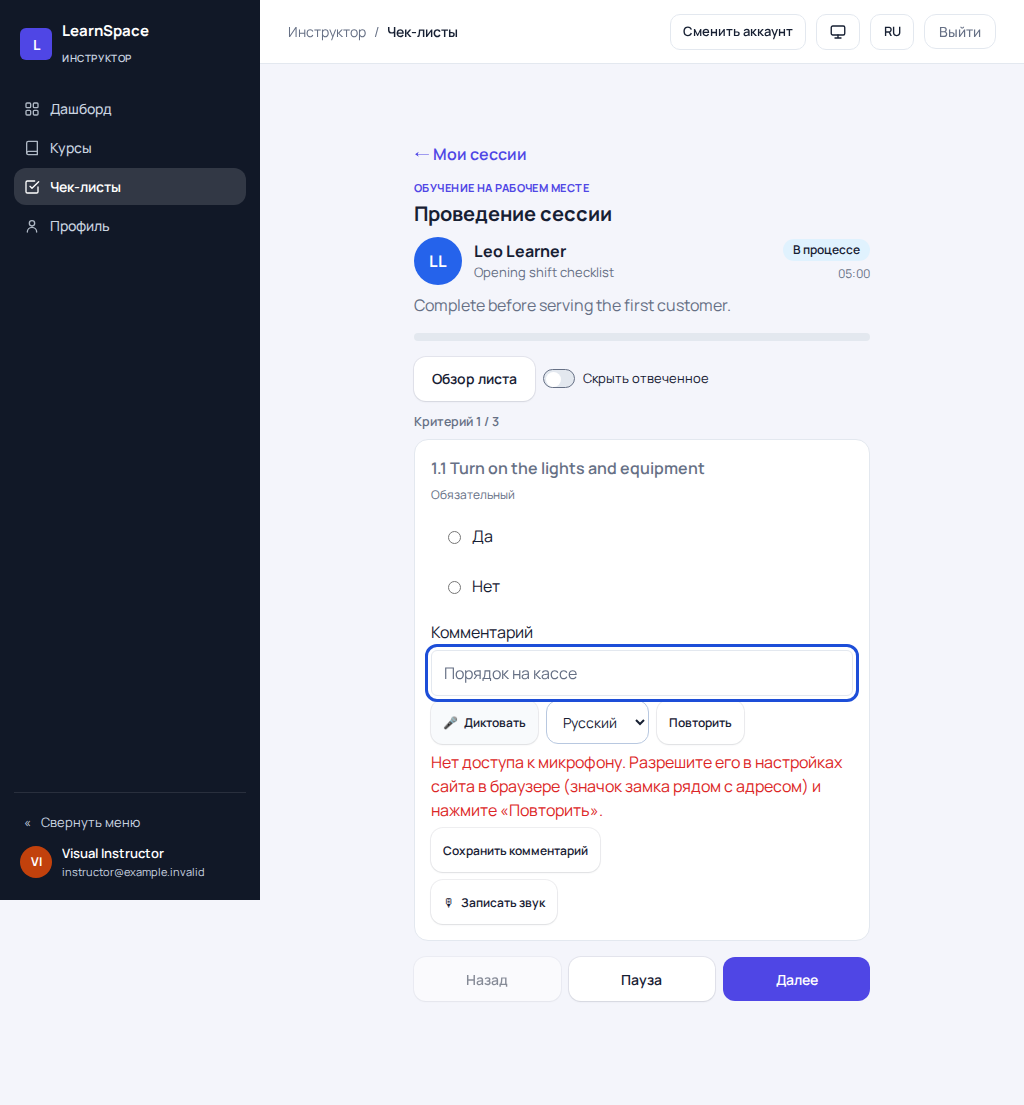 L
LearnSpace
ИНСТРУКТОР
Дашборд
Курсы
Чек-листы
Профиль
« Свернуть меню
VI
Visual Instructor
instructor@example.invalid
Инструктор / Чек-листы
Сменить аккаунт
RU
Выйти
← Мои сессии
ОБУЧЕНИЕ НА РАБОЧЕМ МЕСТЕ
Проведение сессии
LL
Leo Learner
Opening shift checklist
В процессе
05:00
Complete before serving the first customer.
Обзор листа
Скрыть отвеченное
Критерий 1 / 3
1.1 Turn on the lights and equipment
Обязательный
Да
Нет
Комментарий
Порядок на кассе
🎤 Диктовать
Русский
Повторить
Нет доступа к микрофону. Разрешите его в настройках
сайта в браузере (значок замка рядом с адресом) и
нажмите «Повторить».
Сохранить комментарий
🎙 Записать звук
Назад
Пауза
Далее